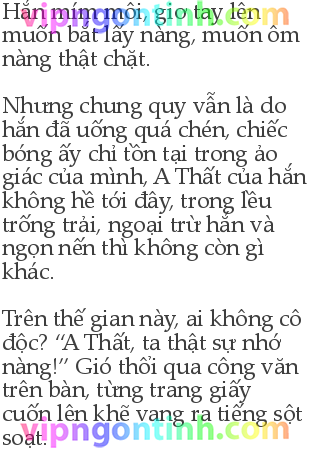 Hắn mím môi, giơ tay lên
muốn bắt lấy nàng, muốn ôm
nàng thật chặt.
Nhưng chung quy vẫn là do
hắn đã uống quá chén, chiếc
bóng ấy chỉ tồn tại trong ảo
giác của mình, A Thất của hắn
không hề tới đây, trong lều
trống trải, ngoại trừ hắn và
ngọn nến thì không còn gì
khác.
Trên thế gian này, ai không cô
độc? “A Thất, ta thật sự nhớ
nàng!” Gió thổi qua công văn
trên bàn, từng trang giấy
cuốn lên khẽ vang ra tiếng sột
soạt.
vipngontinh.com
vipngontinh.com